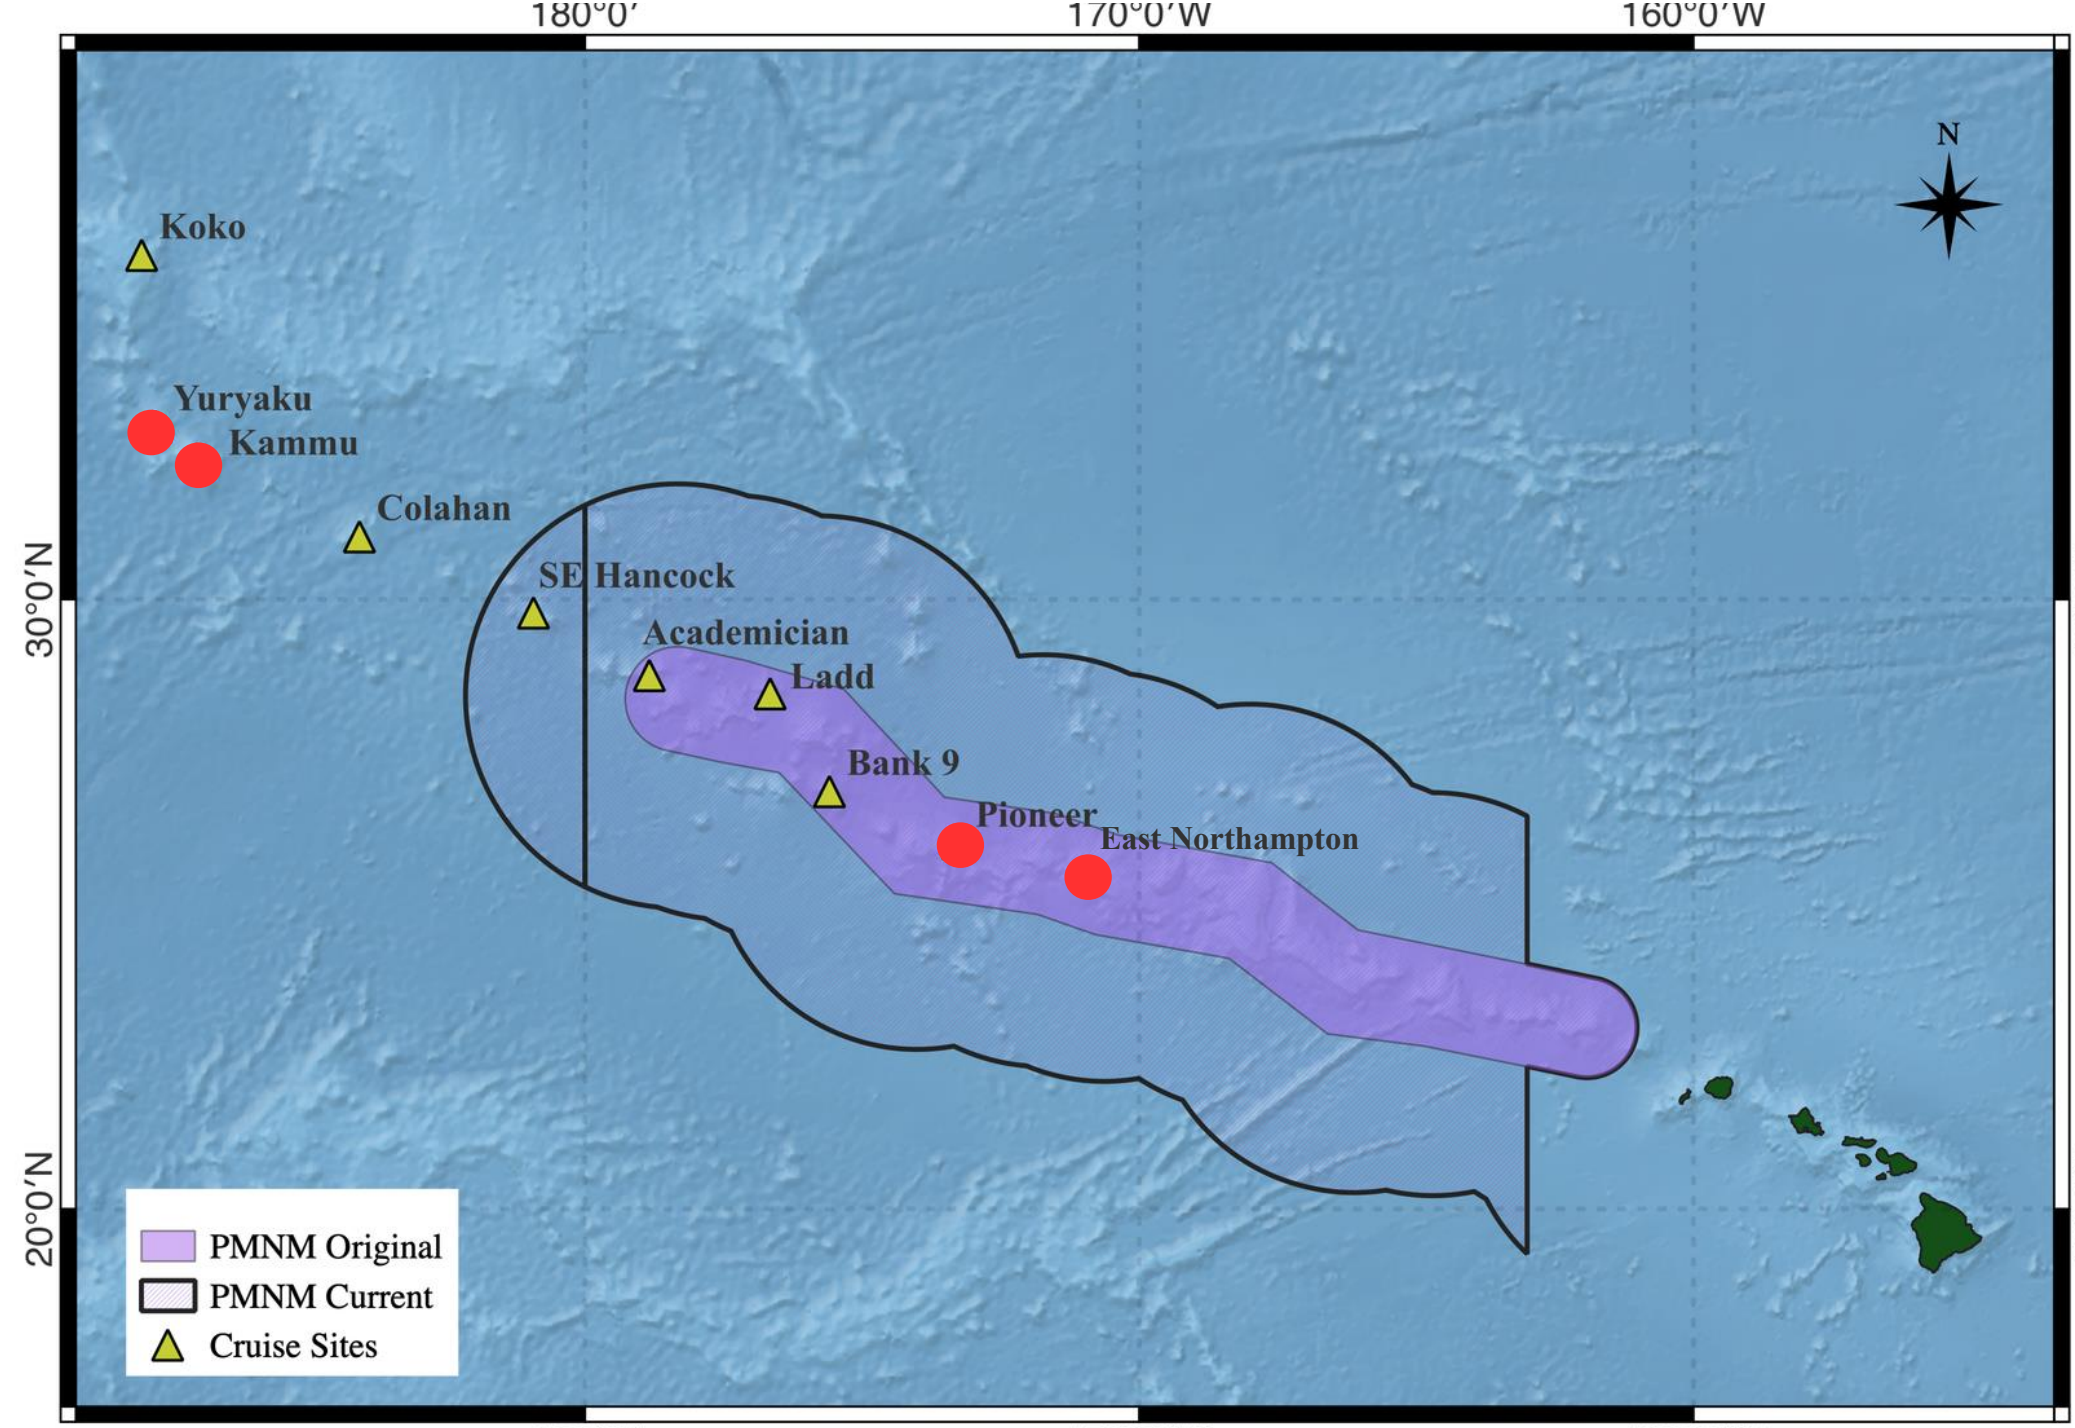 180°0′
170°0′W
160°0′W
N
Koko
Yuryaku
Kammu
Colahan
30°0′N
SE Hancock
Academician
Ladd
Bank 9
Pioneer
East Northampton
20°0′N
PMNM Original
PMNM Current
Cruise Sites